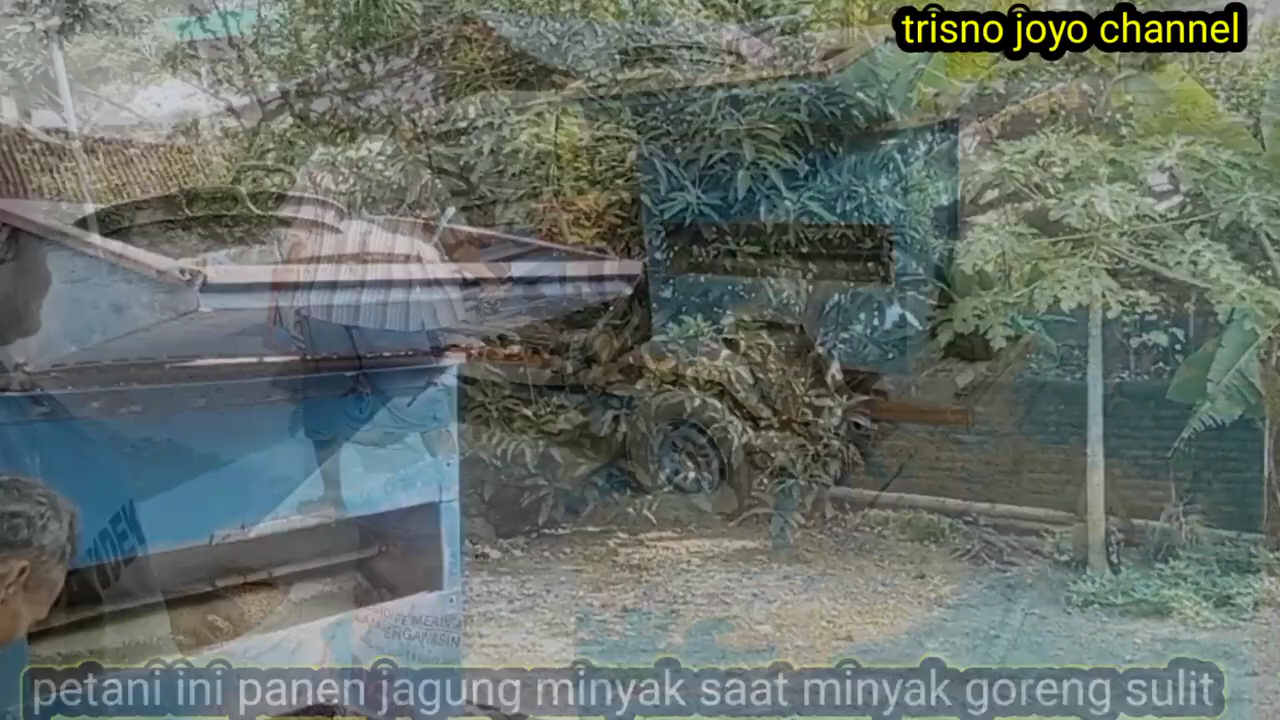 trisno joyo channel
petani ini panen jagung minyak saat minyak goreng sulit